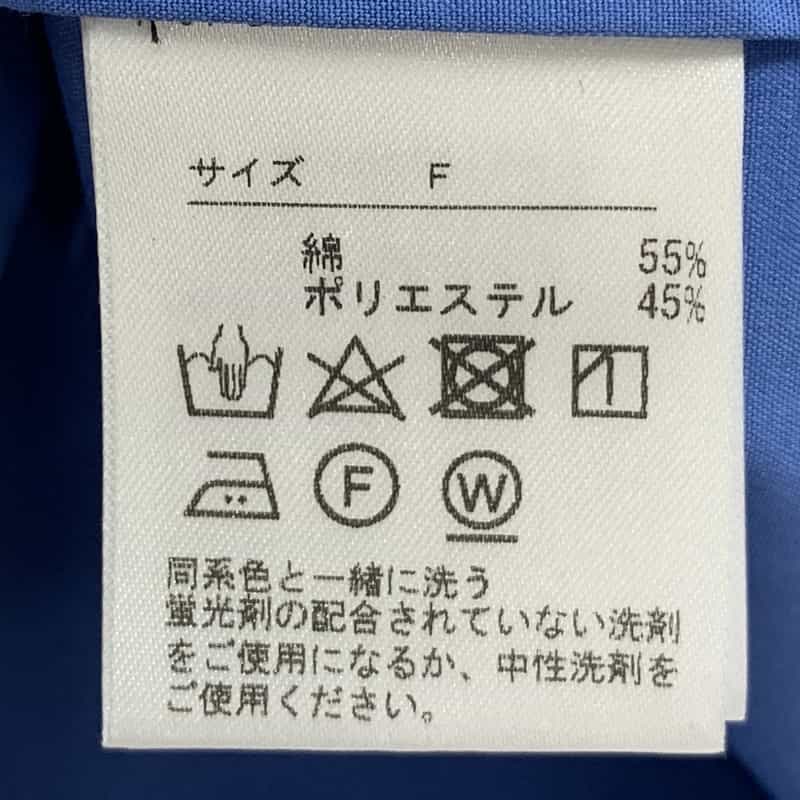 サイズ F
綿 55%
ポリエステル 45%
F W
同系色と一緒に洗う
蛍光剤の配合されていない洗剤
をご使用になるか、中性洗剤を
ご使用ください。